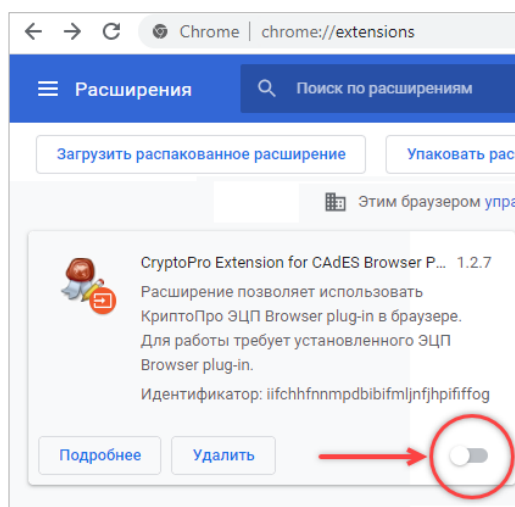 Chrome | chrome://extensions
Расширения Поиск по расширениям
Загрузить распакованное расширение Упаковать рас
Этим браузером упра
CryptoPro Extension for CAdES Browser P... 1.2.7
Расширение позволяет использовать
КриптоПро ЭЦП Browser plug-in в браузере.
Для работы требует установленного ЭЦП
Browser plug-in.
Идентификатор: iifchhfnnmpdbibifmljnfjhpififfog
Подробнее Удалить